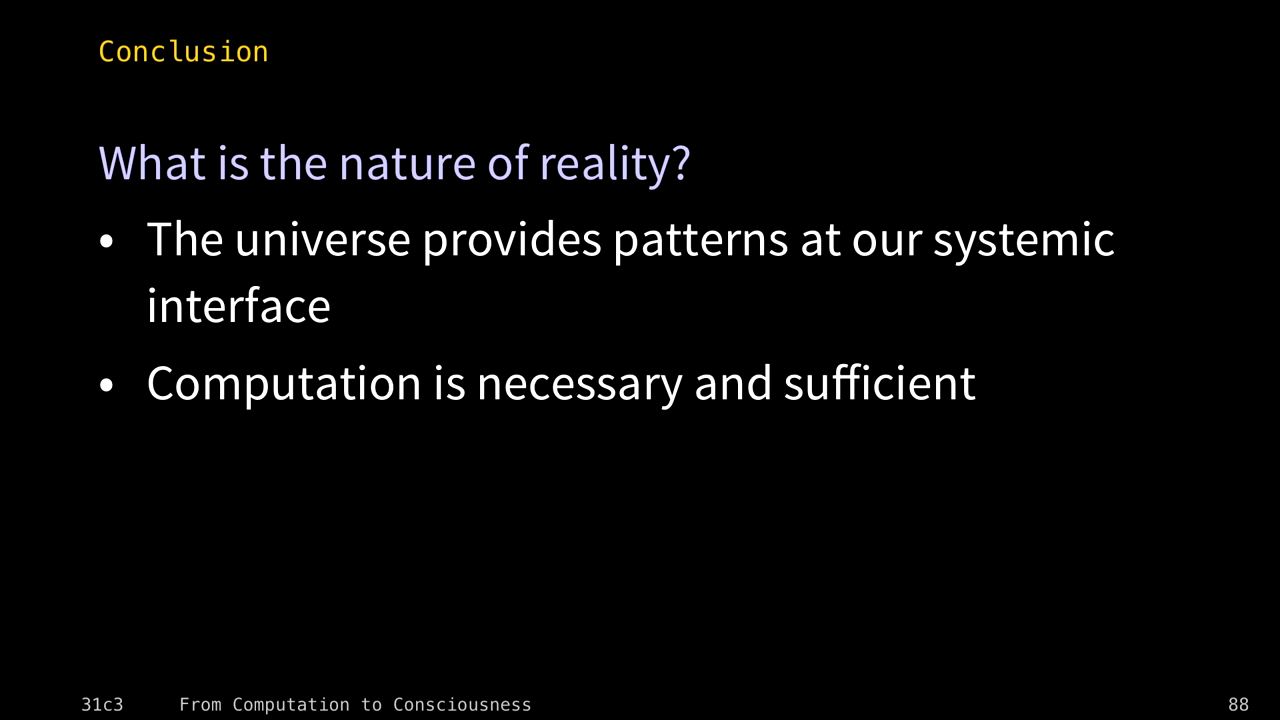 Conclusion
What is the nature of reality?
• The universe provides patterns at our systemic
interface
• Computation is necessary and sufficient
31c3 From Computation to Consciousness 88